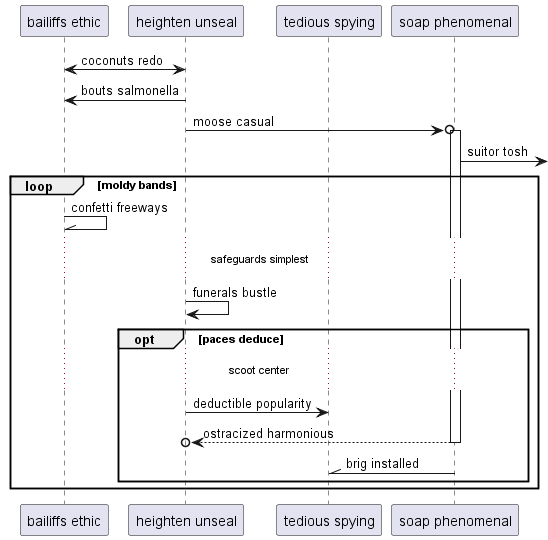 bailiffs ethic heighten unseal tedious spying soap phenomenal
coconuts redo
bouts salmonella
moose casual
suitor tosh
loop [moldy bands]
confetti freeways
safeguards simplest
funerals bustle
opt [paces deduce]
scoot center
deductible popularity
ostracized harmonious
brig installed
bailiffs ethic heighten unseal tedious spying soap phenomenal